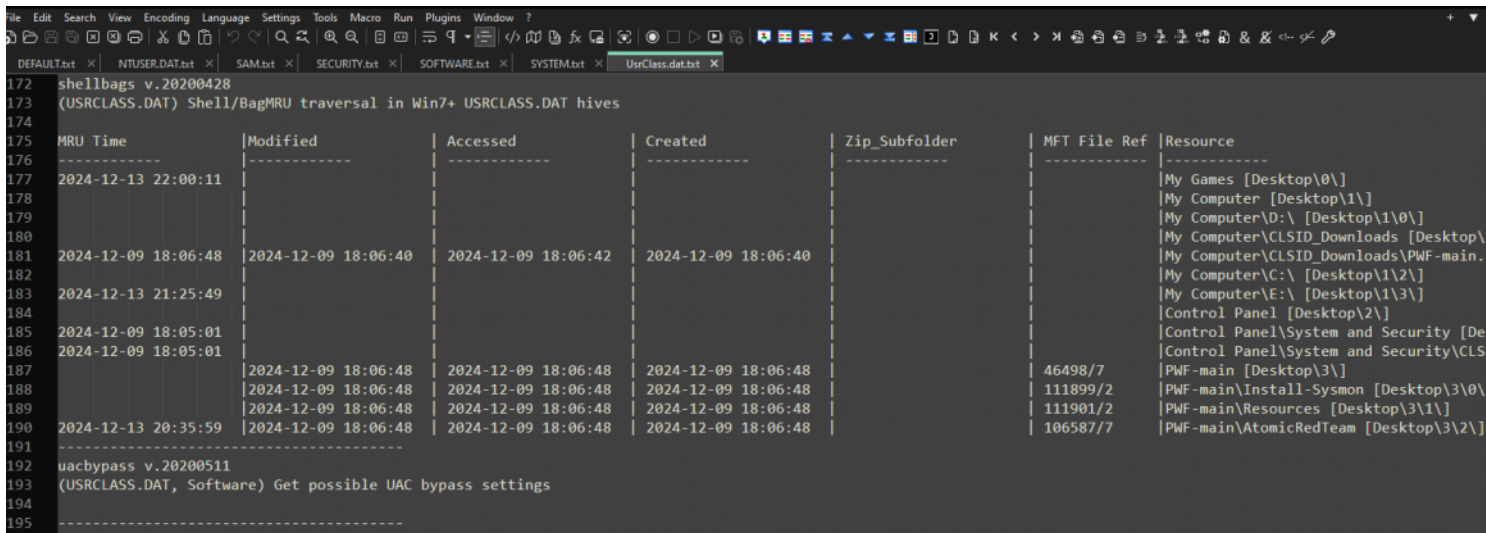 File Edit Search View Encoding Language Settings Tools Macro Run Plugins Window ?
DEFAULT.txt NTUSER.DAT.txt SAM.txt SECURITY.txt SOFTWARE.txt SYSTEM.txt UsrClass.dat.txt
172 shellbags v.20200428
173 (USRCLASS.DAT) Shell/BagMRU traversal in Win7+ USRCLASS.DAT hives
174
175 MRU Time |Modified | Accessed | Created | Zip_Subfolder | MFT File Ref |Resource
176 ------------ |------------ | ------------ | ------------ | ------------ | ------------ |------------
177 2024-12-13 22:00:11 | | | | | |My Games [Desktop\0\]
178 | | | | | |My Computer [Desktop\1\]
179 | | | | | |My Computer\D:\ [Desktop\1\0\]
180 | | | | | |My Computer\CLSID_Downloads [Desktop\
181 2024-12-09 18:06:48 |2024-12-09 18:06:40 | 2024-12-09 18:06:42 | 2024-12-09 18:06:40 | | |My Computer\CLSID_Downloads\PWF-main.
182 | | | | | |My Computer\C:\ [Desktop\1\2\]
183 2024-12-13 21:25:49 | | | | | |My Computer\E:\ [Desktop\1\3\]
184 | | | | | |Control Panel [Desktop\2\]
185 2024-12-09 18:05:01 | | | | | |Control Panel\System and Security [De
186 2024-12-09 18:05:01 | | | | | |Control Panel\System and Security\CLS
187 |2024-12-09 18:06:48 | 2024-12-09 18:06:48 | 2024-12-09 18:06:48 | | 46498/7 |PWF-main [Desktop\3\]
188 |2024-12-09 18:06:48 | 2024-12-09 18:06:48 | 2024-12-09 18:06:48 | | 111899/2 |PWF-main\Install-Sysmon [Desktop\3\0\
189 |2024-12-09 18:06:48 | 2024-12-09 18:06:48 | 2024-12-09 18:06:48 | | 111901/2 |PWF-main\Resources [Desktop\3\1\]
190 2024-12-13 20:35:59 |2024-12-09 18:06:48 | 2024-12-09 18:06:48 | 2024-12-09 18:06:48 | | 106587/7 |PWF-main\AtomicRedTeam [Desktop\3\2\]
191 ----------------------------------------
192 uacbypass v.20200511
193 (USRCLASS.DAT, Software) Get possible UAC bypass settings
194
195 ----------------------------------------